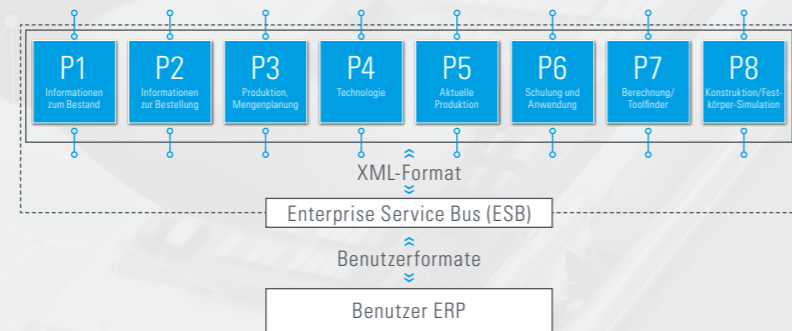 P1
Informationen
zum Bestand
P2
Informationen
zur Bestellung
P3
Produktion,
Mengenplanung
P4
Technologie
P5
Aktuelle
Produktion
P6
Schulung und
Anwendung
P7
Berechnung/
Toolfinder
P8
Konstruktion/Fest-
körper-Simulation
XML-Format
Enterprise Service Bus (ESB)
Benutzerformate
Benutzer ERP